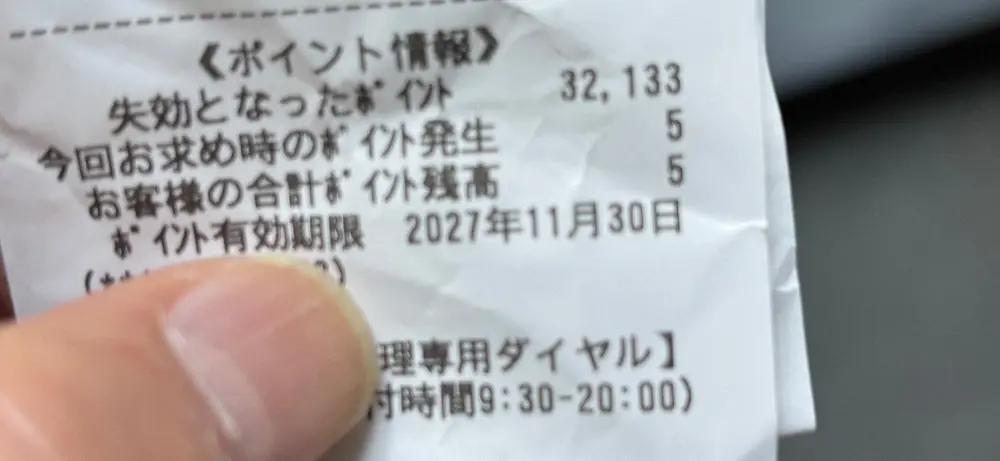 《ポイント情報》
失効となったﾎﾟｲﾝﾄ 32,133
今回お求め時のﾎﾟｲﾝﾄ発生 5
お客様の合計ﾎﾟｲﾝﾄ残高 5
ﾎﾟｲﾝﾄ有効期限 2027年11月30日
理専用ダイヤル】
付時間9:30-20:00)